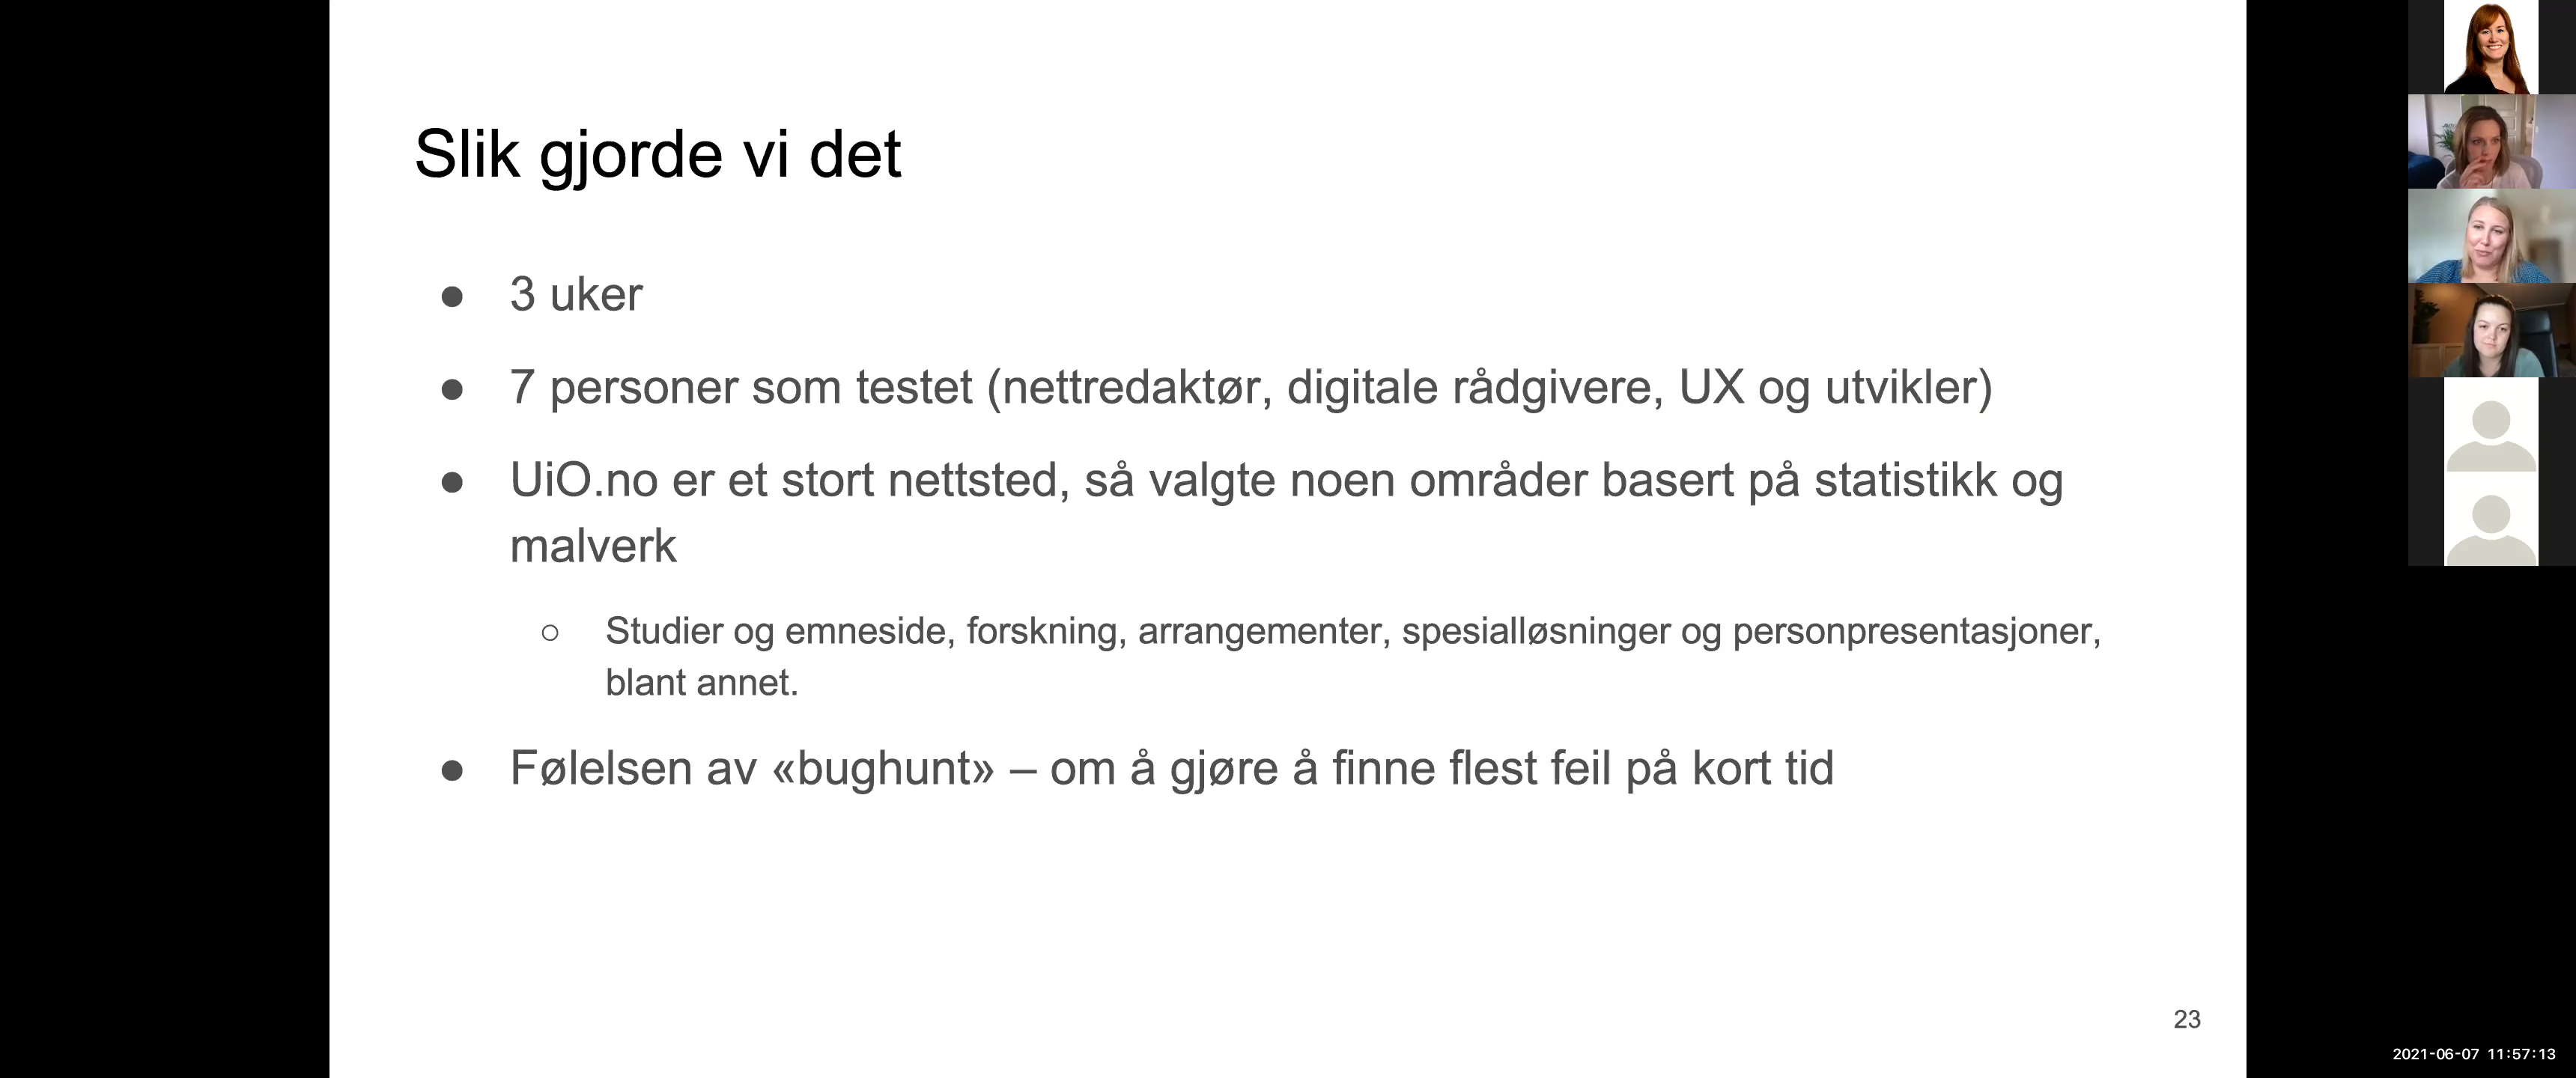 Slik gjorde vi det
● 3 uker
● 7 personer som testet (nettredaktør, digitale rådgivere, UX og utvikler)
● UiO.no er et stort nettsted, så valgte noen områder basert på statistikk og
malverk
○ Studier og emneside, forskning, arrangementer, spesialløsninger og personpresentasjoner,
blant annet.
● Følelsen av «bughunt» – om å gjøre å finne flest feil på kort tid
23
2021-06-07 11:57:13